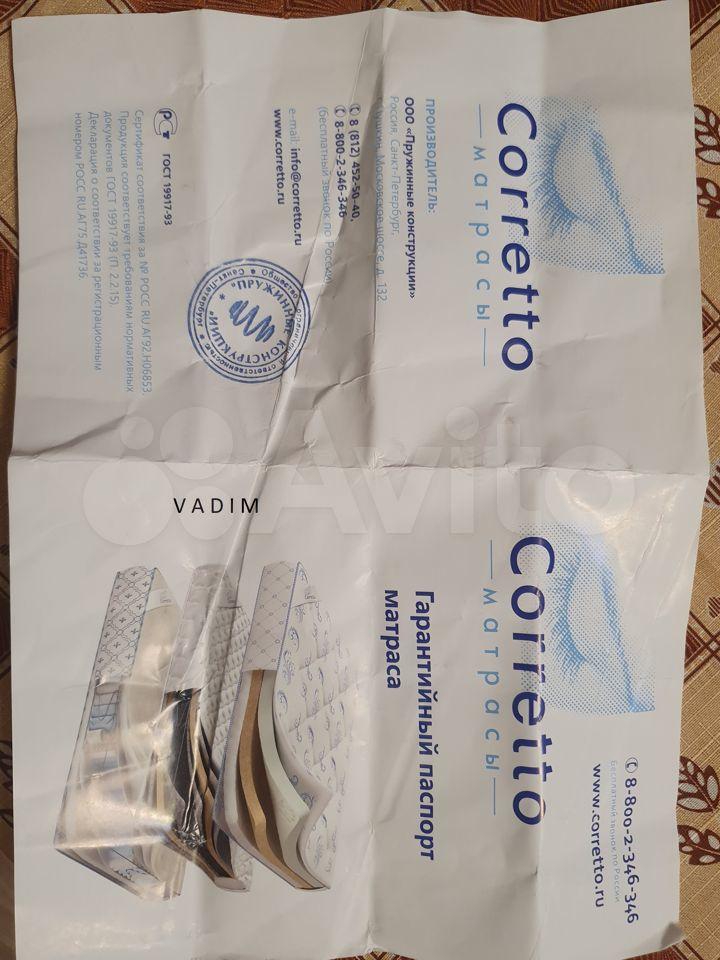 Corretto
матрасы
ПРОИЗВОДИТЕЛЬ:
ООО «Пружинные конструкции»
Россия, Санкт-Петербург,
Московское шоссе, д. 132
8 (812) 452-50-40,
8-800-2-346-346
(бесплатный звонок по России)
e-mail: info@corretto.ru
www.corretto.ru
"ПРУЖИННЫЕ КОНСТРУКЦИИ"
ответственностью
Санкт-Петербург
РСТ ГОСТ 19917-93
Сертификат соответствия за № РОСС RU.АГ92.Н06853.
Продукция соответствует требованиям нормативных
документов ГОСТ 19917-93 (П. 2.2.15).
Декларация о соответствии за регистрационным
номером РОСС RU АГ75 Д41736.
8-800-2-346-346
Бесплатный звонок по России
www.corretto.ru
Corretto
матрасы
Гарантийный паспорт
матраса
VADIM
Avito